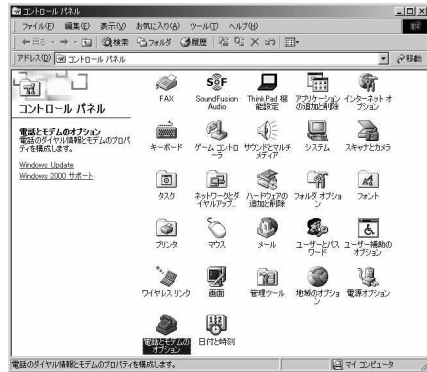 コントロール パネル
ファイル(F) 編集(E) 表示(V) お気に入り(A) ツール(T) ヘルプ(H)
戻る 検索 フォルダ 履歴
アドレス(D) コントロール パネル 移動
コントロール パネル
電話とモデムのオプション
電話のダイヤル情報とモデムのプロパ
ティを構成します。
Windows Update
Windows 2000 サポート
FAX
SoundFusion
Audio
ThinkPad 機
能設定
アプリケーション
の追加と削除
インターネット オ
プション
キーボード
ゲーム コントロ
ーラ
サウンドとマルチ
メディア
システム
スキャナとカメラ
タスク
ネットワークとダ
イヤルアップ...
ハードウェアの
追加と削除
フォルダ オプショ
ン
フォント
プリンタ
マウス
メール
ユーザーとパス
ワード
ユーザー補助の
オプション
ワイヤレス リンク
画面
管理ツール
地域のオプショ
ン
電源オプション
電話とモデムの
オプション
日付と時刻
電話のダイヤル情報とモデムのプロパティを構成します。 マイ コンピュータ